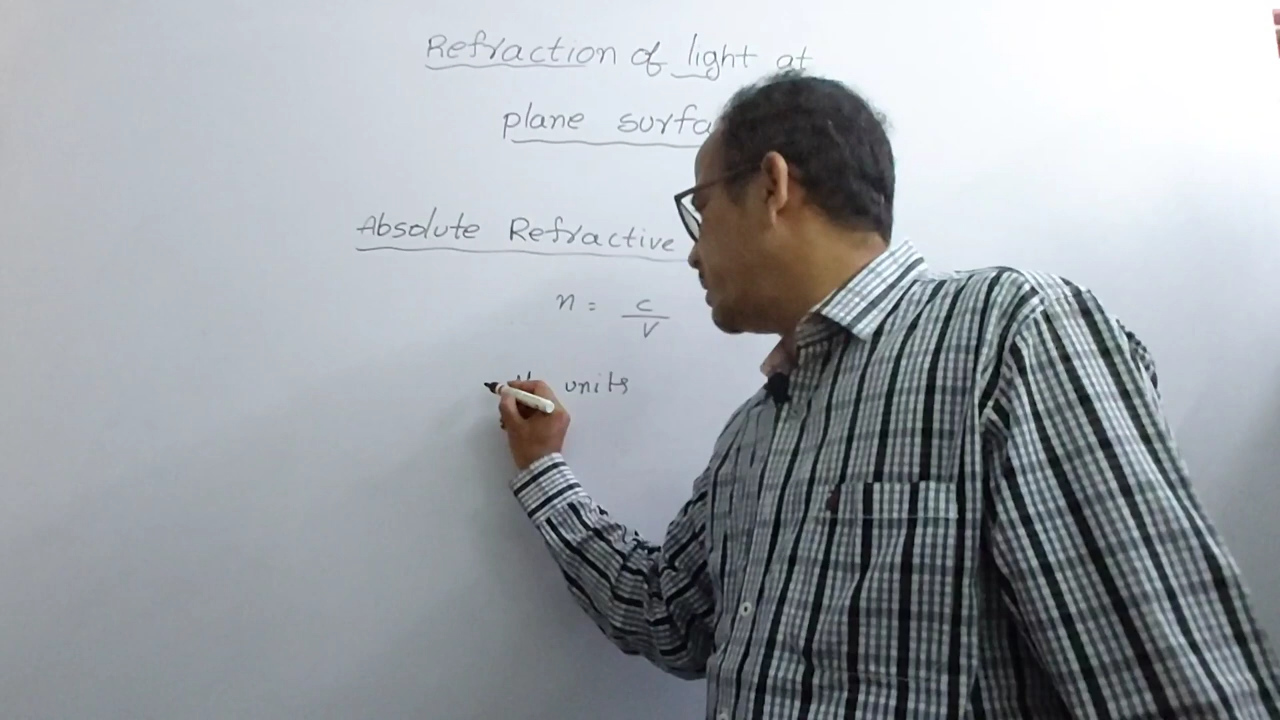 Refraction of light at
plane surfa
Absolute Refractive
n = c/v
units